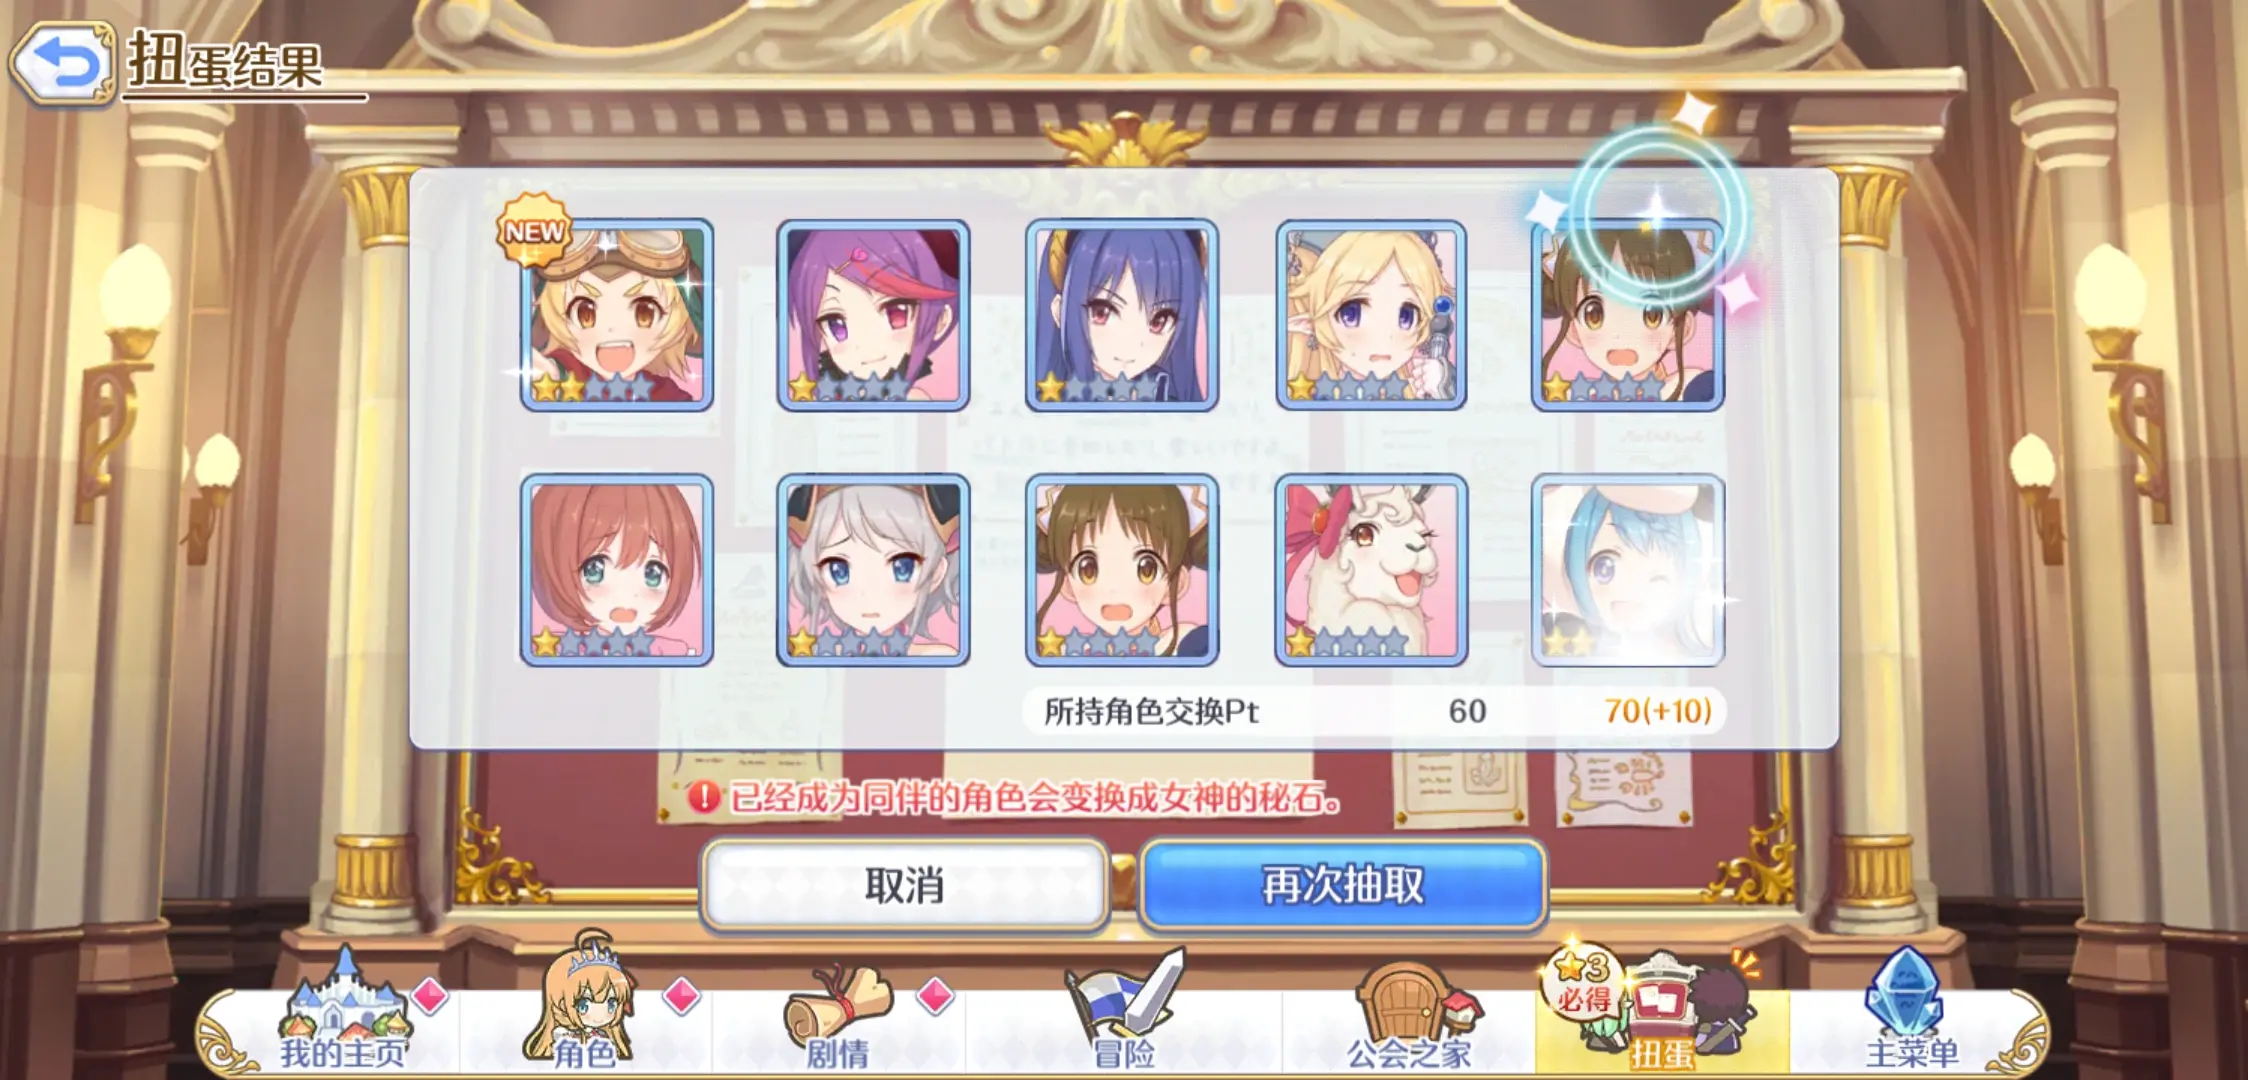 扭蛋结果
NEW
所持角色交换Pt 60 70(+10)
已经成为同伴的角色会变换成女神的秘石。
取消
再次抽取
3
必得
我的主页
角色
剧情
冒险
公会之家
扭蛋
主菜单